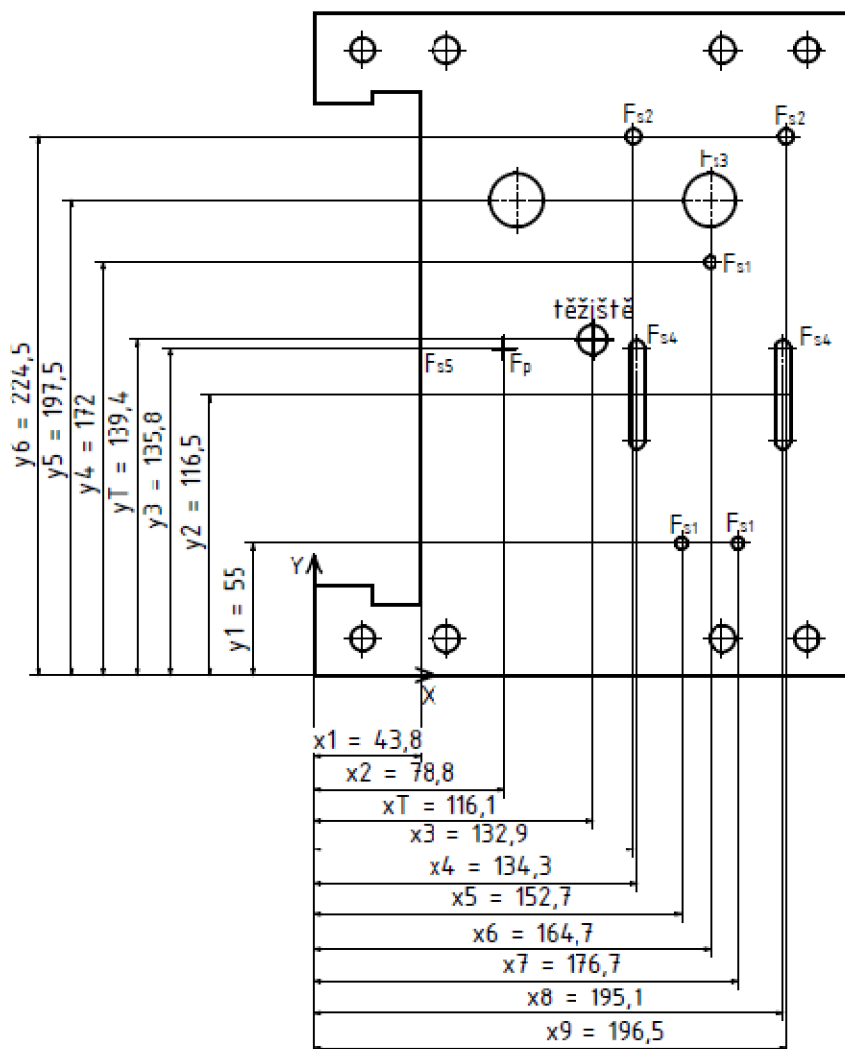 Fs2
Fs2
Fs3
Fs1
těžiště
Fs4
Fs4
Fs5
Fp
Fs1
Fs1
y6 = 224,5
y5 = 197,5
y4 = 172
yT = 139,4
y3 = 135,8
y2 = 116,5
y1 = 55
Y
X
x1 = 43,8
x2 = 78,8
xT = 116,1
x3 = 132,9
x4 = 134,3
x5 = 152,7
x6 = 164,7
x7 = 176,7
x8 = 195,1
x9 = 196,5